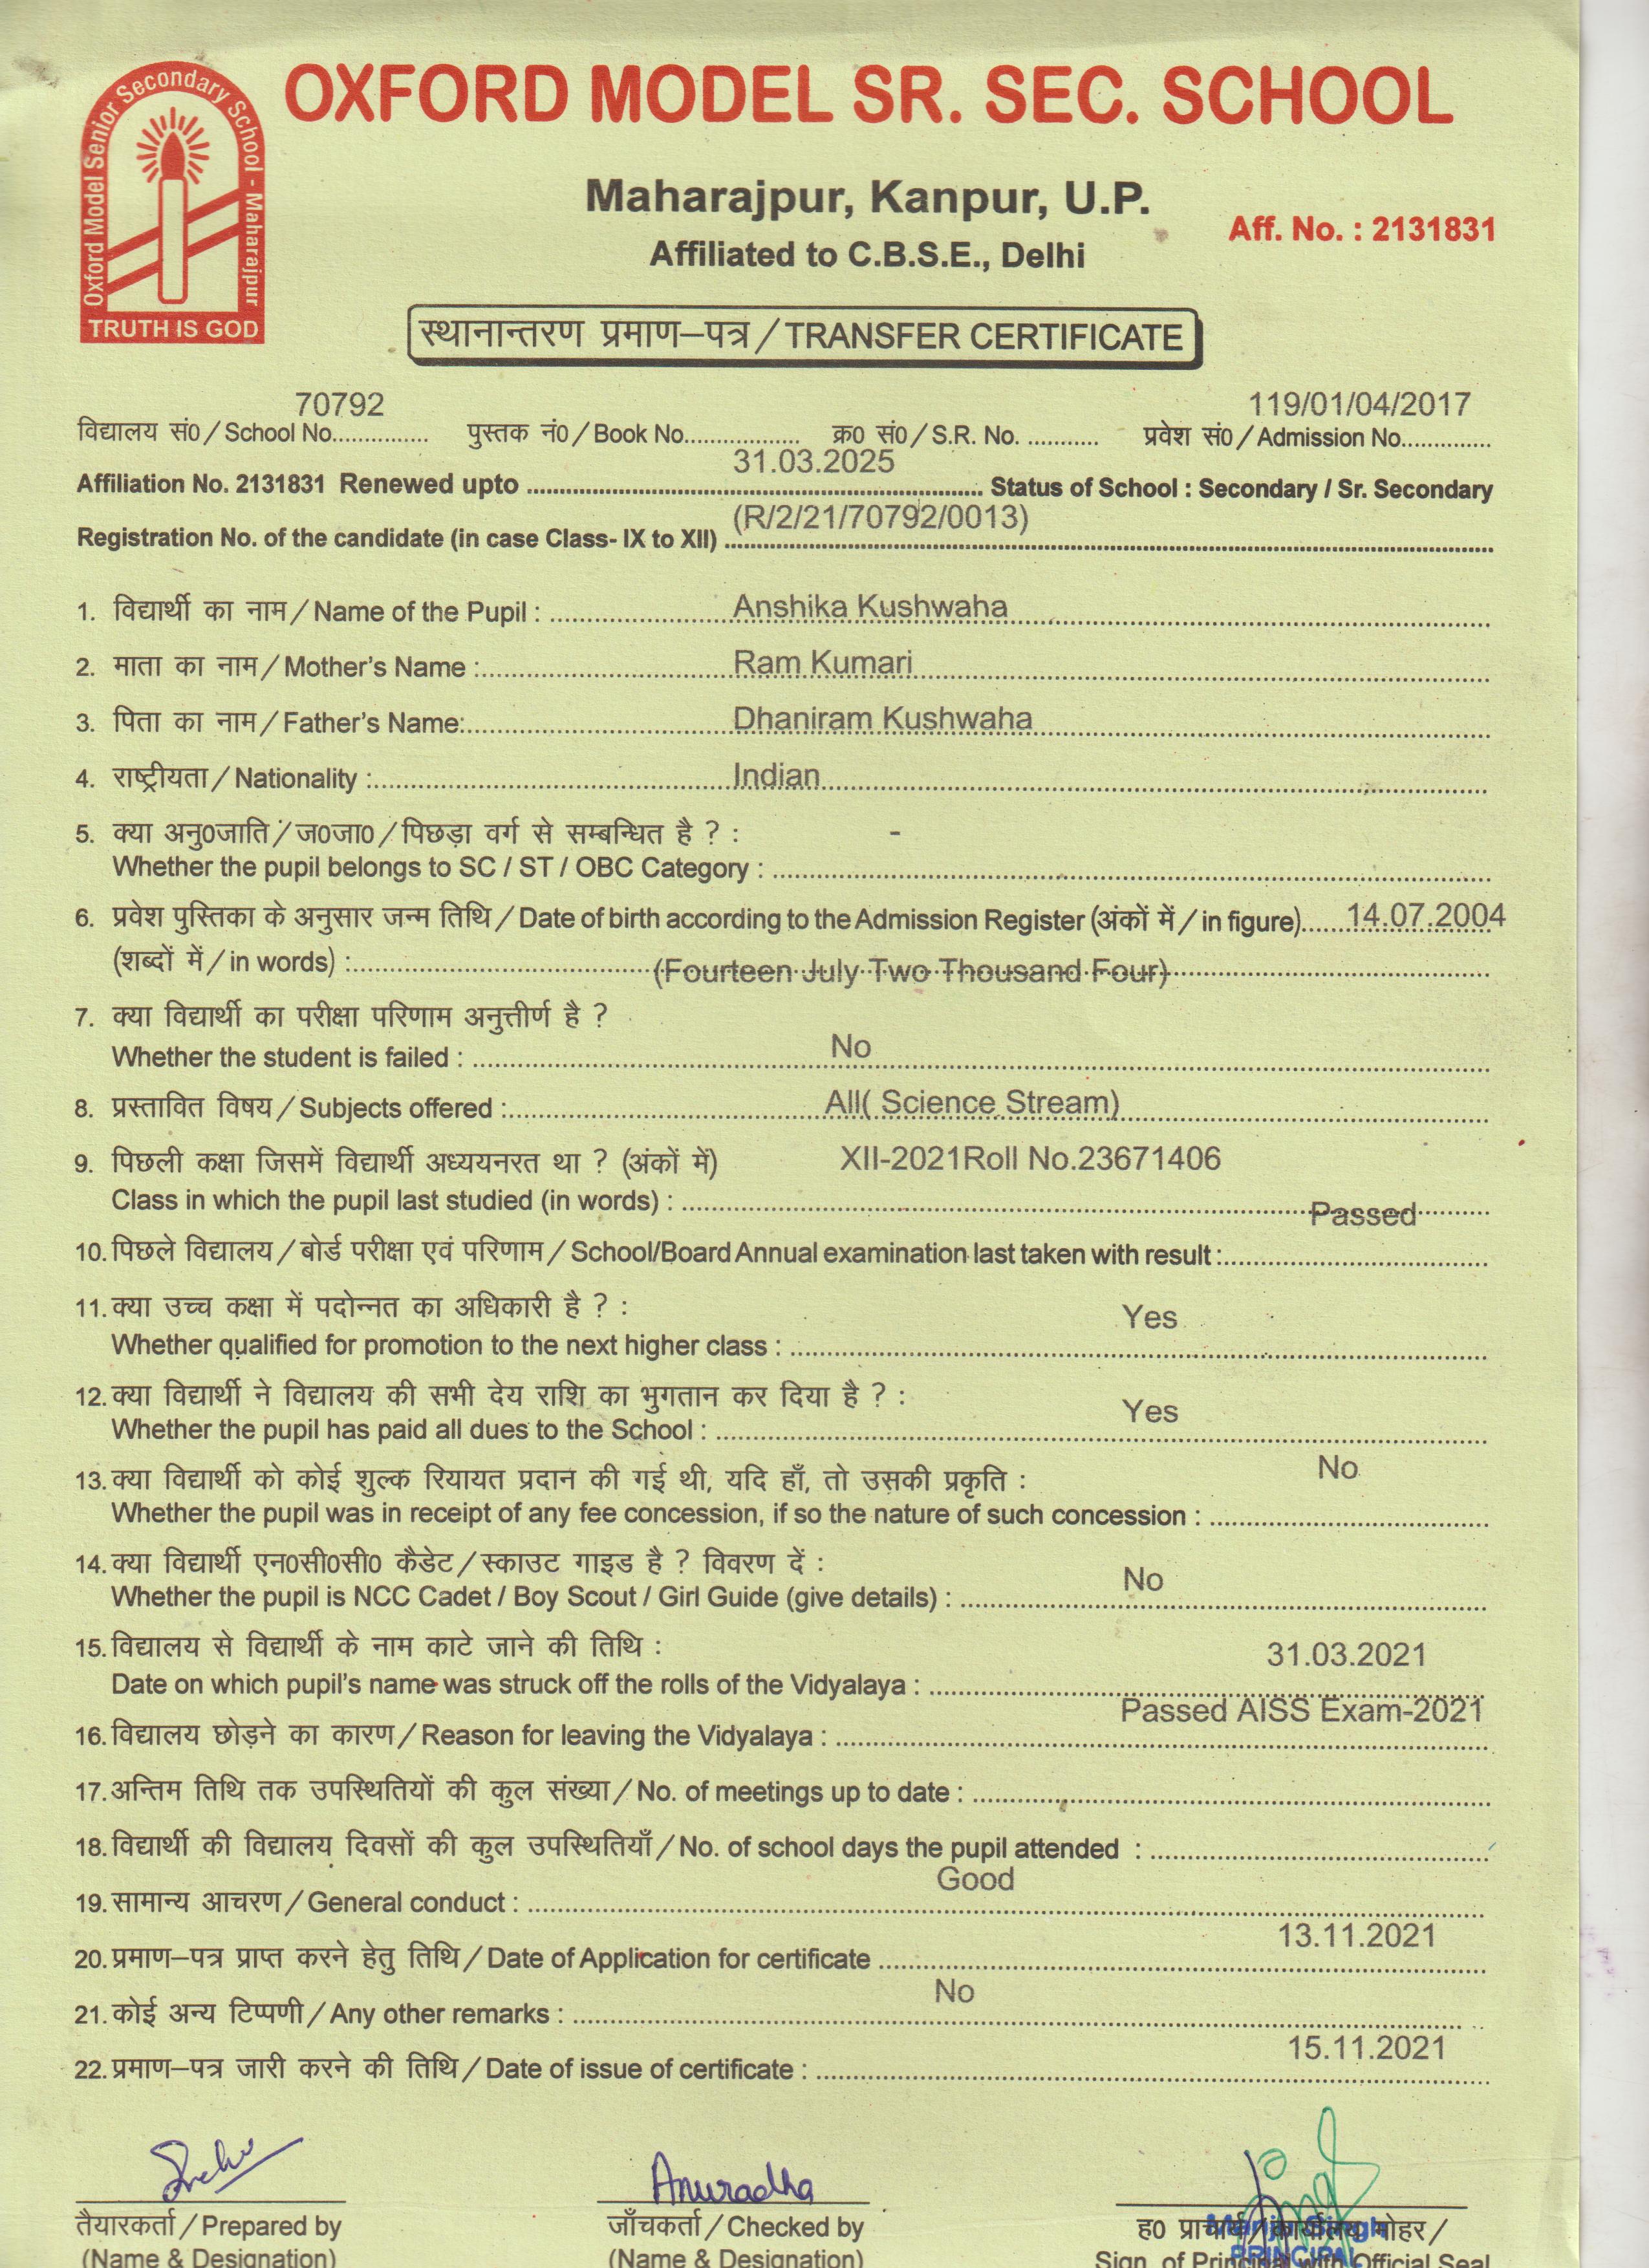 Oxford Model Senior Secondary School - Maharajpur
TRUTH IS GOD
OXFORD MODEL SR. SEC. SCHOOL
Maharajpur, Kanpur, U.P.
Aff. No. : 2131831
Affiliated to C.B.S.E., Delhi
स्थानान्तरण प्रमाण–पत्र / TRANSFER CERTIFICATE
70792 119/01/04/2017
विद्यालय सं0 / School No............... पुस्तक नं0 / Book No................... क्र0 सं0 / S.R. No. ............ प्रवेश सं0 / Admission No...............
31.03.2025
Affiliation No. 2131831 Renewed upto ........................ Status of School : Secondary / Sr. Secondary
(R/2/21/70792/0013)
Registration No. of the candidate (in case Class- IX to XII) ........................
1. विद्यार्थी का नाम / Name of the Pupil : ........ Anshika Kushwaha ........
2. माता का नाम / Mother's Name : ........ Ram Kumari ........
3. पिता का नाम / Father's Name: ........ Dhaniram Kushwaha ........
4. राष्ट्रीयता / Nationality : ........ Indian ........
5. क्या अनु0जाति / ज0जा0 / पिछड़ा वर्ग से सम्बन्धित है ? : -
Whether the pupil belongs to SC / ST / OBC Category : ........
6. प्रवेश पुस्तिका के अनुसार जन्म तिथि / Date of birth according to the Admission Register (अंकों में / in figure)...... 14.07.2004
(शब्दों में / in words) : ........ (Fourteen July Two Thousand Four) ........
7. क्या विद्यार्थी का परीक्षा परिणाम अनुत्तीर्ण है ?
Whether the student is failed : ........ No ........
8. प्रस्तावित विषय / Subjects offered : ........ All( Science Stream) ........
9. पिछली कक्षा जिसमें विद्यार्थी अध्ययनरत था ? (अंकों में) XII-2021Roll No.23671406
Class in which the pupil last studied (in words) : ........
Passed
10. पिछले विद्यालय / बोर्ड परीक्षा एवं परिणाम / School/Board Annual examination last taken with result : ........
11. क्या उच्च कक्षा में पदोन्नत का अधिकारी है ? : Yes
Whether qualified for promotion to the next higher class : ........
12. क्या विद्यार्थी ने विद्यालय की सभी देय राशि का भुगतान कर दिया है ? : Yes
Whether the pupil has paid all dues to the School : ........
13. क्या विद्यार्थी को कोई शुल्क रियायत प्रदान की गई थी, यदि हाँ, तो उसकी प्रकृति : No
Whether the pupil was in receipt of any fee concession, if so the nature of such concession : ........
14. क्या विद्यार्थी एन0सी0सी0 कैडेट / स्काउट गाइड है ? विवरण दें : No
Whether the pupil is NCC Cadet / Boy Scout / Girl Guide (give details) : ........
15. विद्यालय से विद्यार्थी के नाम काटे जाने की तिथि : 31.03.2021
Date on which pupil's name was struck off the rolls of the Vidyalaya : ........
Passed AISS Exam-2021
16. विद्यालय छोड़ने का कारण / Reason for leaving the Vidyalaya : ........
17. अन्तिम तिथि तक उपस्थितियों की कुल संख्या / No. of meetings up to date : ........
18. विद्यार्थी की विद्यालय दिवसों की कुल उपस्थितियाँ / No. of school days the pupil attended : ........
Good
19. सामान्य आचरण / General conduct : ........
13.11.2021
20. प्रमाण–पत्र प्राप्त करने हेतु तिथि / Date of Application for certificate ........
No
21. कोई अन्य टिप्पणी / Any other remarks : ........
15.11.2021
22. प्रमाण–पत्र जारी करने की तिथि / Date of issue of certificate : ........
Anuradha
तैयारकर्ता / Prepared by जाँचकर्ता / Checked by ह0 प्राचार्य / कार्यालय मोहर /
Manju Singh
(Name & Designation) (Name & Designation) Sign. of Principal with Official Seal
PRINCIPAL